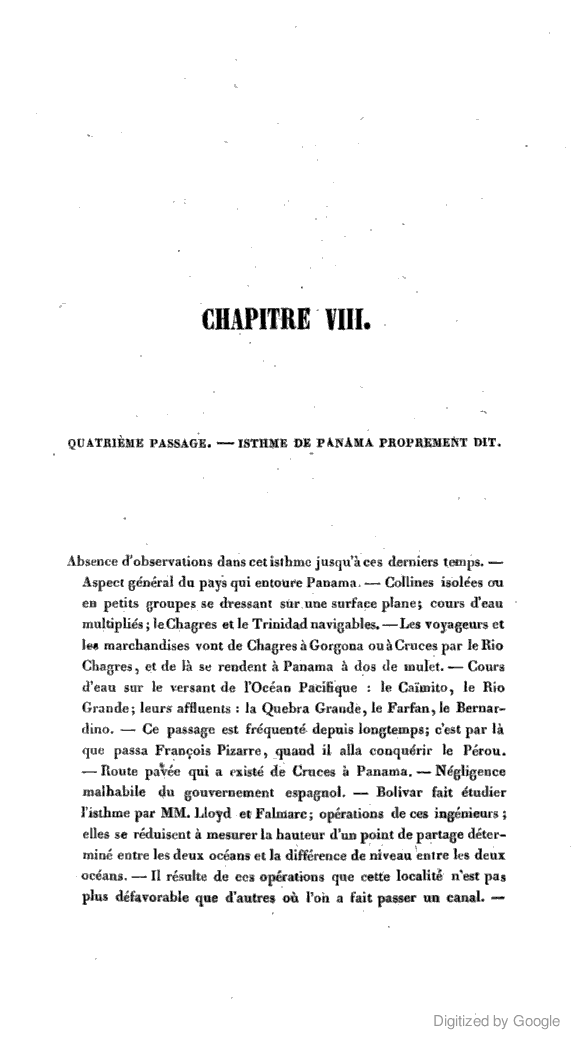 CHAPITRE VIII.
QUATRIÈME PASSAGE. — ISTHME DE PANAMA PROPREMENT DIT.
Absence d'observations dans cet isthme jusqu'à ces derniers temps. —
Aspect général du pays qui entoure Panama. — Collines isolées ou
en petits groupes se dressant sur une surface plane; cours d'eau
multipliés; le Chagres et le Trinidad navigables. — Les voyageurs et
les marchandises vont de Chagres à Gorgona ou à Cruces par le Rio
Chagres, et de là se rendent à Panama à dos de mulet. — Cours
d'eau sur le versant de l'Océan Pacifique : le Caïmito, le Rio
Grande; leurs affluents : la Quebra Grande, le Farfan, le Bernar-
dino. — Ce passage est fréquenté depuis longtemps; c'est par là
que passa François Pizarre, quand il alla conquérir le Pérou.
— Route pavée qui a existé de Cruces à Panama. — Négligence
malhabile du gouvernement espagnol. — Bolivar fait étudier
l'isthme par MM. Lloyd et Falmarc; opérations de ces ingénieurs;
elles se réduisent à mesurer la hauteur d'un point de partage déter-
miné entre les deux océans et la différence de niveau entre les deux
océans. — Il résulte de ces opérations que cette localité n'est pas
plus défavorable que d'autres où l'on a fait passer un canal. —
Digitized by Google